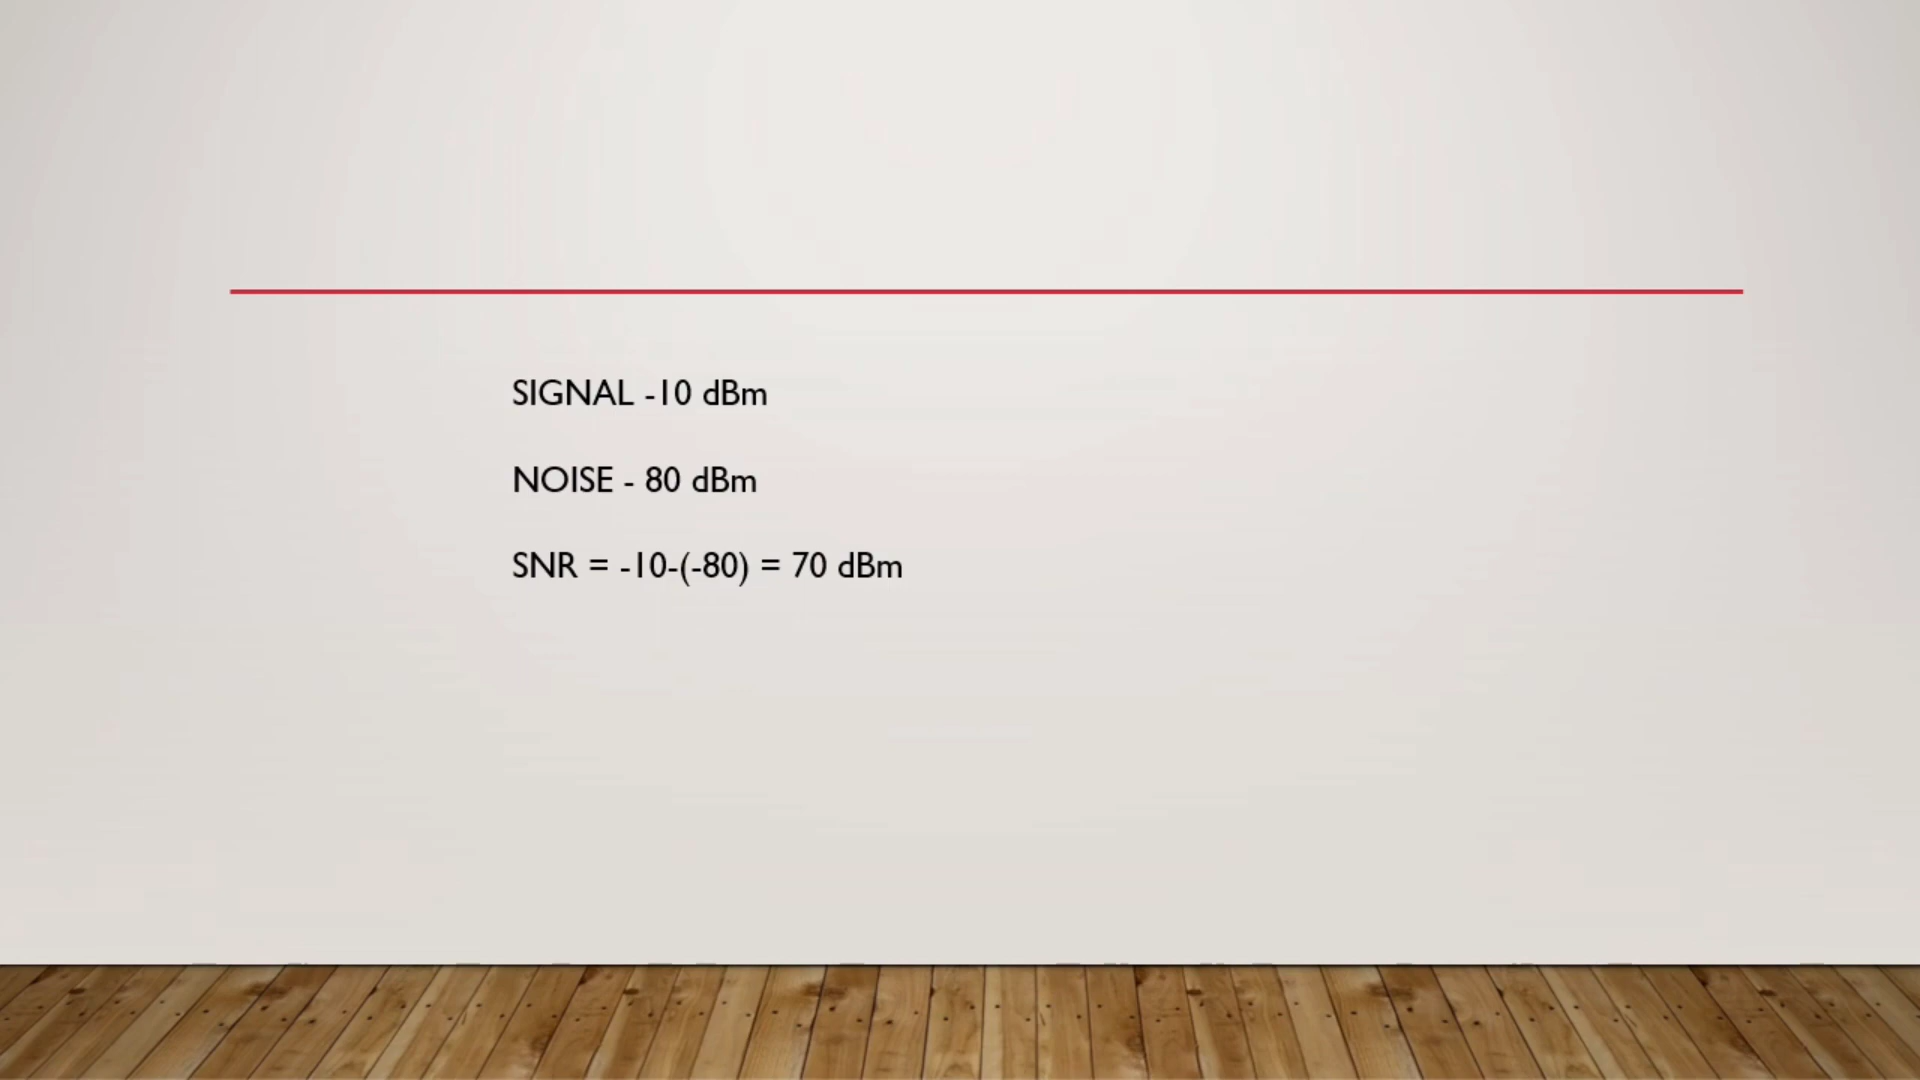 SIGNAL -10 dBm
NOISE - 80 dBm
SNR = -10-(-80) = 70 dBm